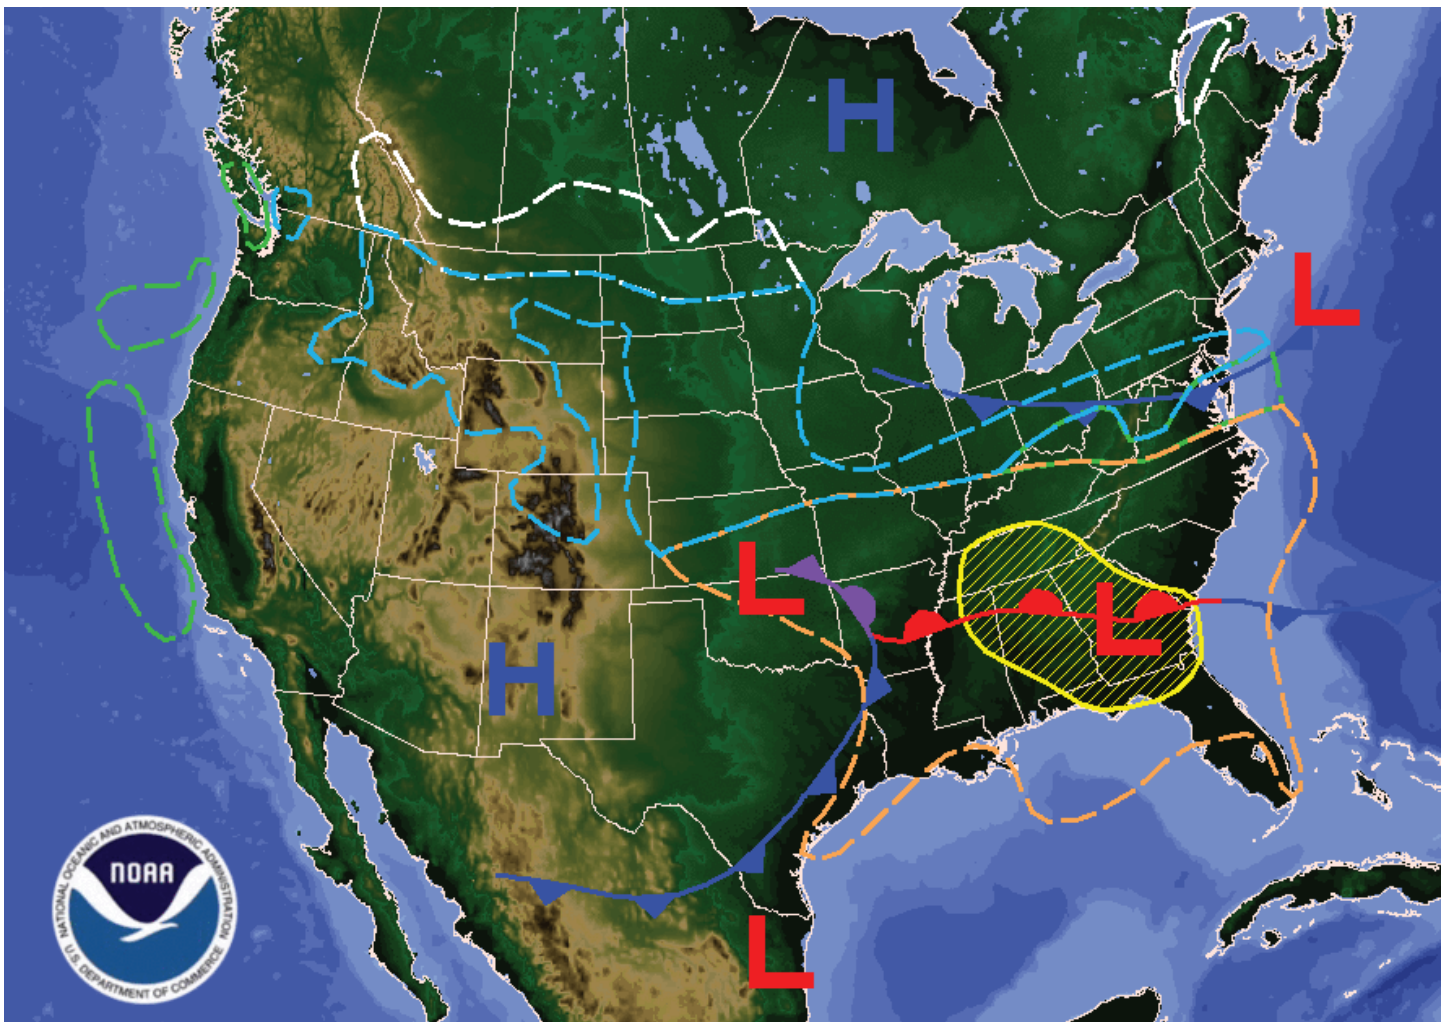 H
L
L
L
H
L
NATIONAL OCEANIC AND ATMOSPHERIC ADMINISTRATION
NOAA
U.S. DEPARTMENT OF COMMERCE